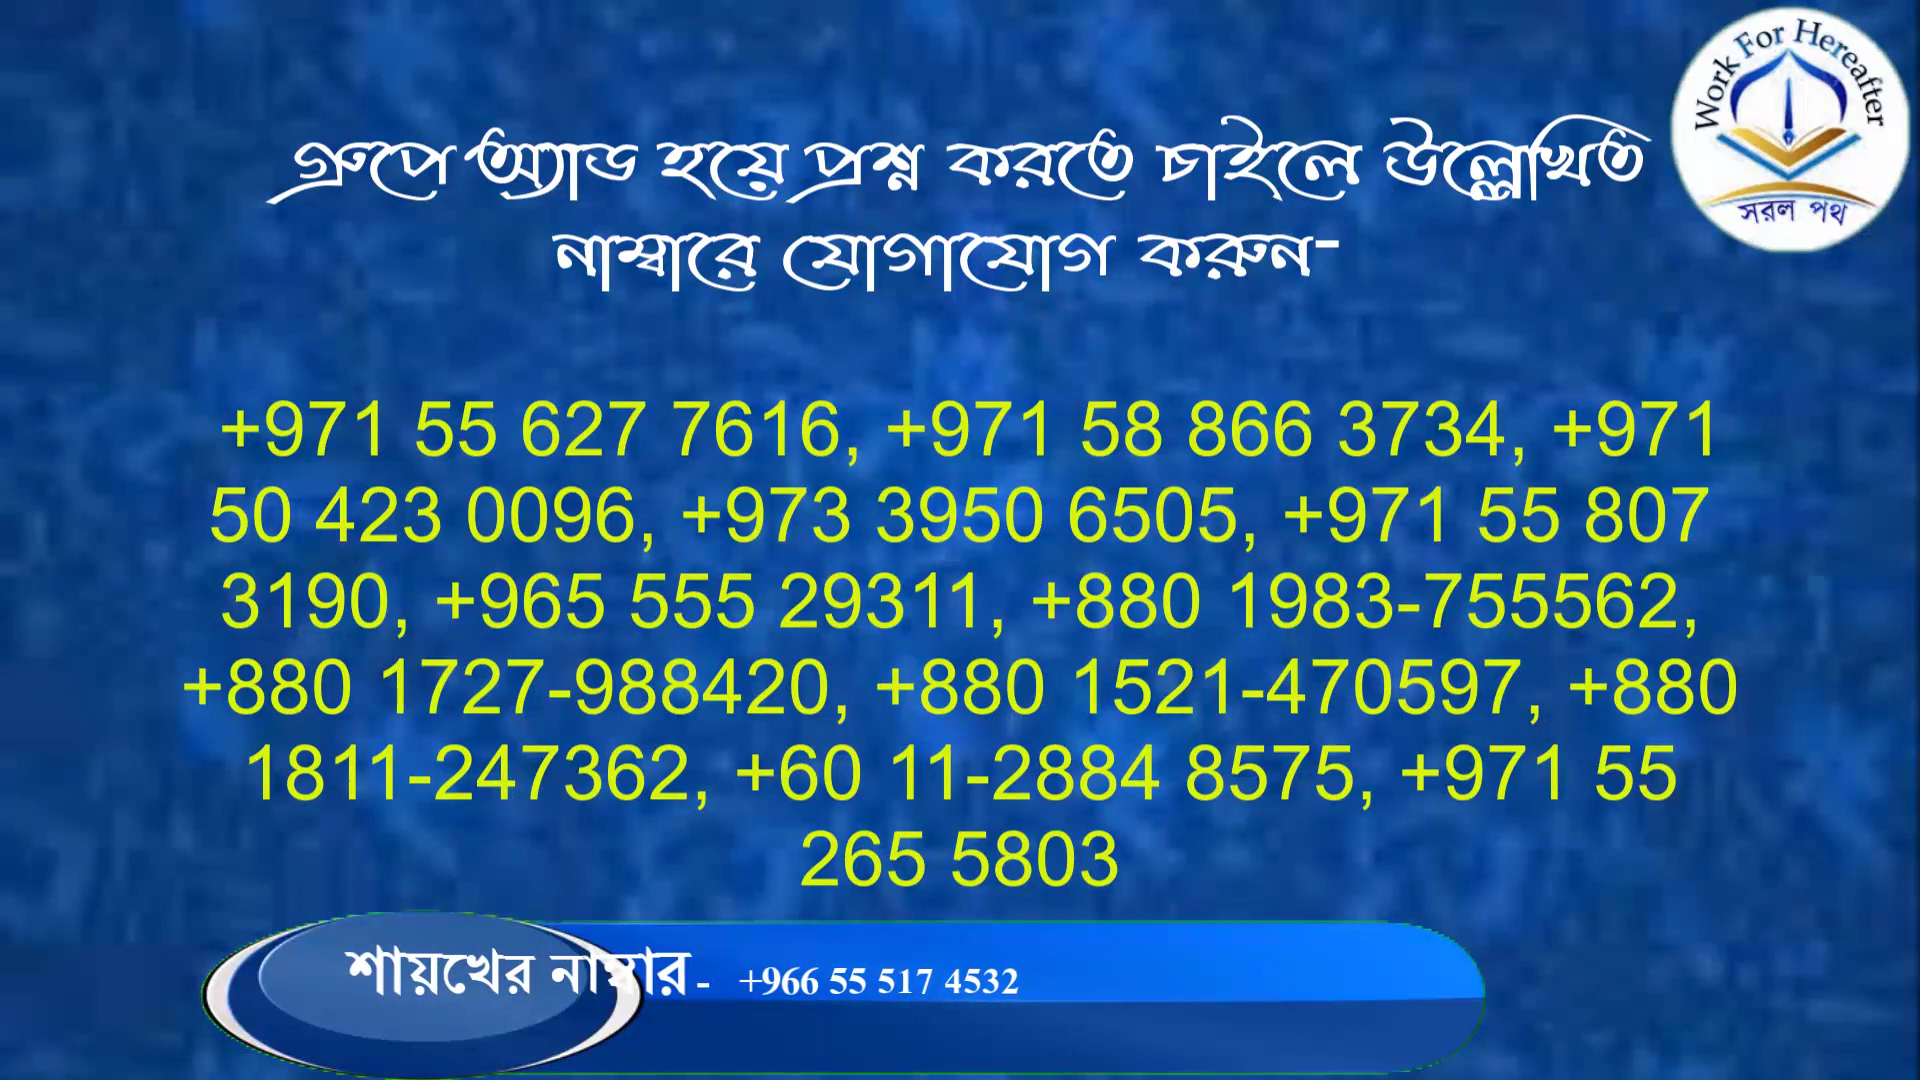 Work For Hereafter
সরল পথ
গ্রুপে অ্যাড হয়ে প্রশ্ন করতে চাইলে উল্লেখিত
নাম্বারে যোগাযোগ করুন-
+971 55 627 7616, +971 58 866 3734, +971
50 423 0096, +973 3950 6505, +971 55 807
3190, +965 555 29311, +880 1983-755562,
+880 1727-988420, +880 1521-470597, +880
1811-247362, +60 11-2884 8575, +971 55
265 5803
শায়খের নাম্বার- +966 55 517 4532